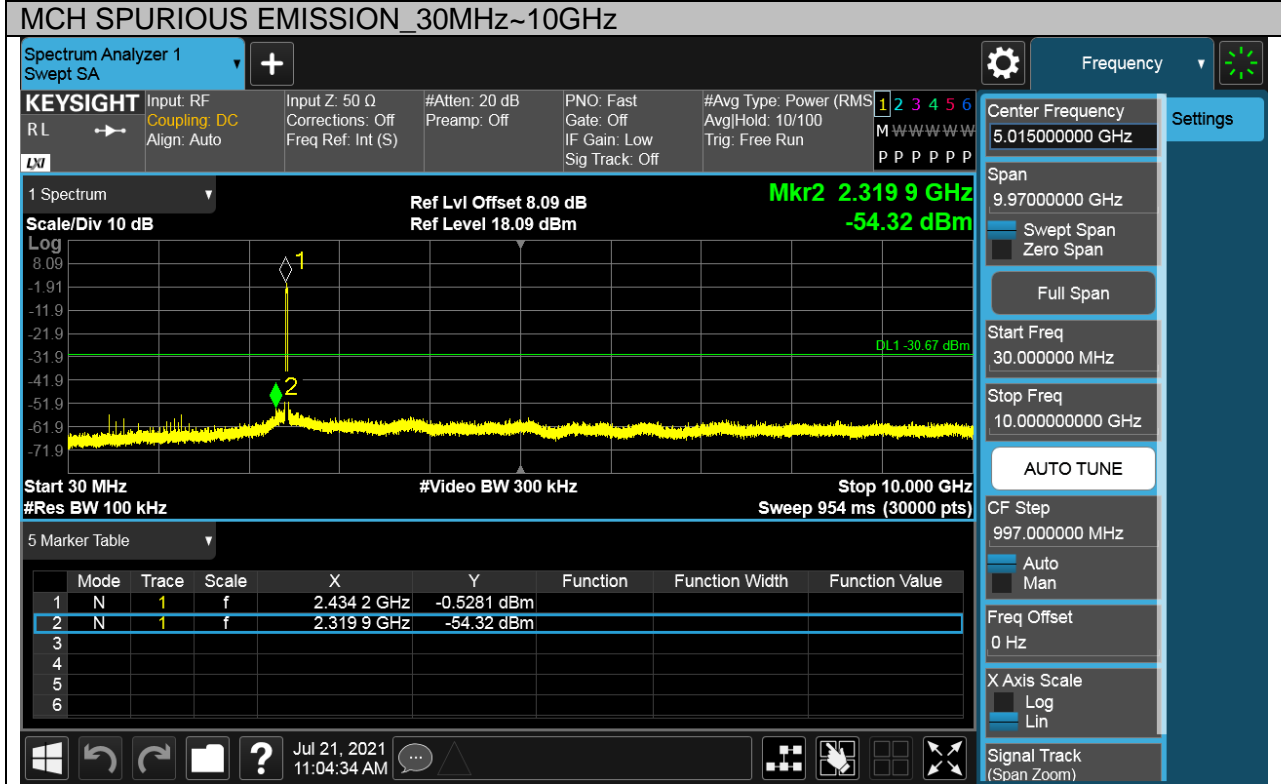 MCH SPURIOUS EMISSION_30MHz~10GHz
Spectrum Analyzer 1
Swept SA
+
Frequency
KEYSIGHT
RL
LXI
Input: RF
Coupling: DC
Align: Auto
Input Z: 50 Ω
Corrections: Off
Freq Ref: Int (S)
#Atten: 20 dB
Preamp: Off
PNO: Fast
Gate: Off
IF Gain: Low
Sig Track: Off
#Avg Type: Power (RMS
Avg|Hold: 10/100
Trig: Free Run
1 2 3 4 5 6
M W W W W W
P P P P P P
1 Spectrum
Scale/Div 10 dB
Ref Lvl Offset 8.09 dB
Ref Level 18.09 dBm
Mkr2 2.319 9 GHz
-54.32 dBm
Log
8.09
-1.91
-11.9
-21.9
-31.9
-41.9
-51.9
-61.9
-71.9
1
2
DL1 -30.67 dBm
Start 30 MHz
#Video BW 300 kHz
Stop 10.000 GHz
#Res BW 100 kHz
Sweep 954 ms (30000 pts)
5 Marker Table
Mode Trace Scale X Y Function Function Width Function Value
1 N 1 f 2.434 2 GHz -0.5281 dBm
2 N 1 f 2.319 9 GHz -54.32 dBm
3
4
5
6
?
Jul 21, 2021
11:04:34 AM
Center Frequency
5.015000000 GHz
Settings
Span
9.97000000 GHz
Swept Span
Zero Span
Full Span
Start Freq
30.000000 MHz
Stop Freq
10.000000000 GHz
AUTO TUNE
CF Step
997.000000 MHz
Auto
Man
Freq Offset
0 Hz
X Axis Scale
Log
Lin
Signal Track
(Span Zoom)